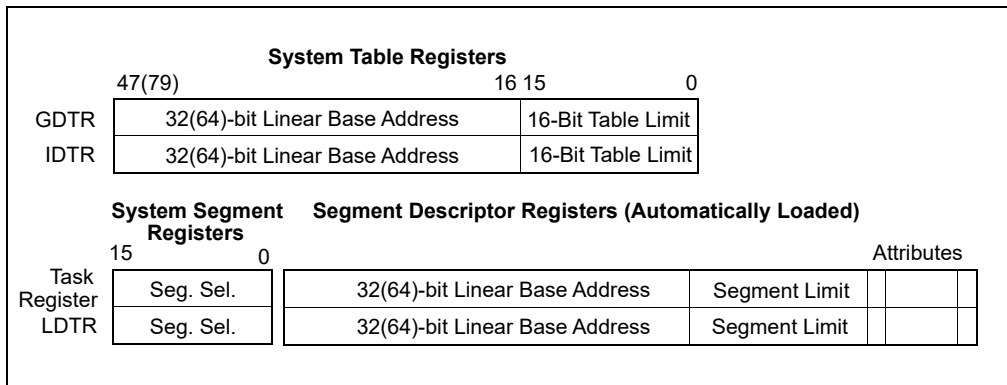 System Table Registers
47(79) 16 15 0
GDTR 32(64)-bit Linear Base Address 16-Bit Table Limit
IDTR 32(64)-bit Linear Base Address 16-Bit Table Limit
System Segment Registers Segment Descriptor Registers (Automatically Loaded)
15 0 Attributes
Task Register Seg. Sel. 32(64)-bit Linear Base Address Segment Limit
LDTR Seg. Sel. 32(64)-bit Linear Base Address Segment Limit